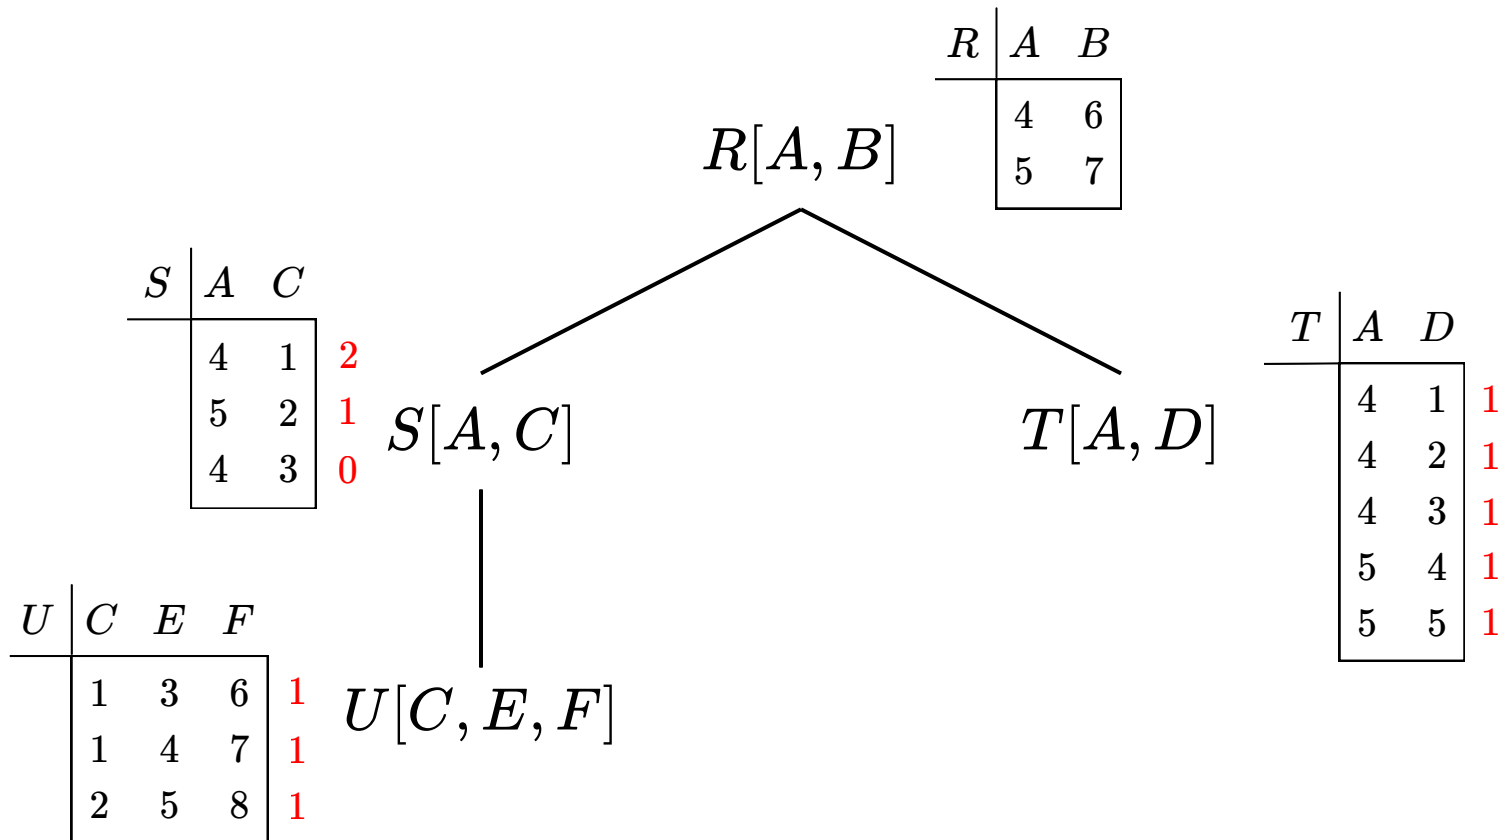 R A B
4 6
5 7
R[A, B]
S A C
4 1 2
5 2 1
4 3 0
S[A, C]
T[A, D]
T A D
4 1 1
4 2 1
4 3 1
5 4 1
5 5 1
U C E F
1 3 6 1
1 4 7 1
2 5 8 1
U[C, E, F]